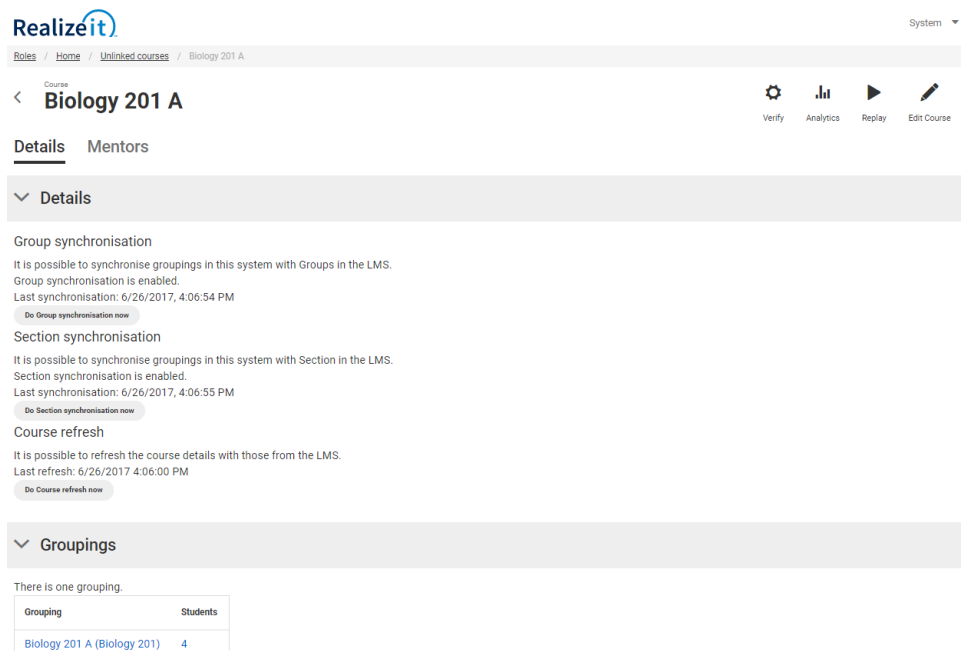 Realizeit
System
Roles / Home / Unlinked courses / Biology 201 A
Course
Biology 201 A
Verify Analytics Replay Edit Course
Details Mentors
Details
Group synchronisation
It is possible to synchronise groupings in this system with Groups in the LMS.
Group synchronisation is enabled.
Last synchronisation: 6/26/2017, 4:06:54 PM
Do Group synchronisation now
Section synchronisation
It is possible to synchronise groupings in this system with Section in the LMS.
Section synchronisation is enabled.
Last synchronisation: 6/26/2017, 4:06:55 PM
Do Section synchronisation now
Course refresh
It is possible to refresh the course details with those from the LMS.
Last refresh: 6/26/2017 4:06:00 PM
Do Course refresh now
Groupings
There is one grouping.
Grouping Students
Biology 201 A (Biology 201) 4